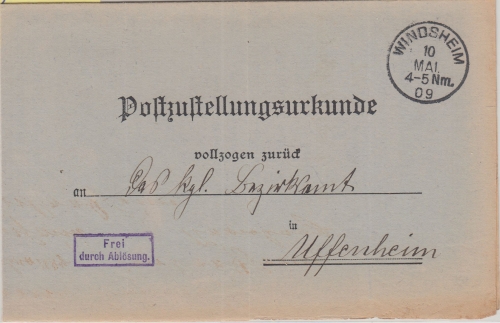 WINDSHEIM
10
MAI.
4-5 Nm.
09
Postzustellungsurkunde
vollzogen zurück
an das kgl. Bezirksamt
in
Uffenheim
Frei
durch Ablösung.